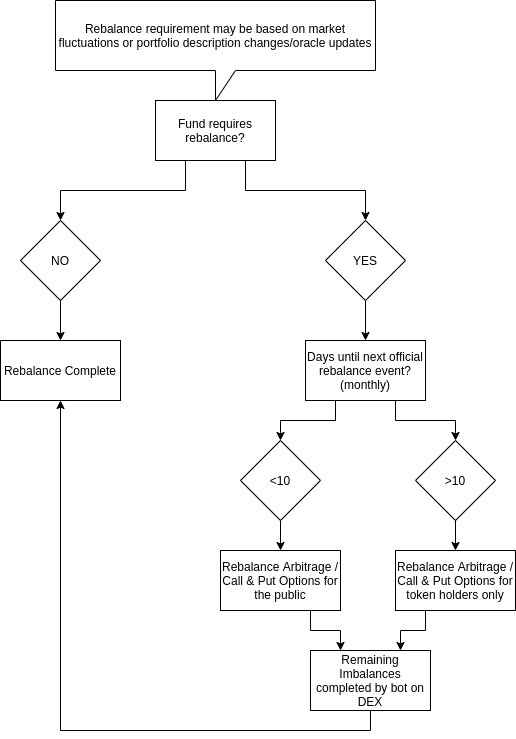 Rebalance requirement may be based on market
fluctuations or portfolio description changes/oracle updates
Fund requires
rebalance?
NO
YES
Rebalance Complete
Days until next official
rebalance event?
(monthly)
<10
>10
Rebalance Arbitrage /
Call & Put Options for
the public
Rebalance Arbitrage /
Call & Put Options for
token holders only
Remaining
Imbalances
completed by bot on
DEX